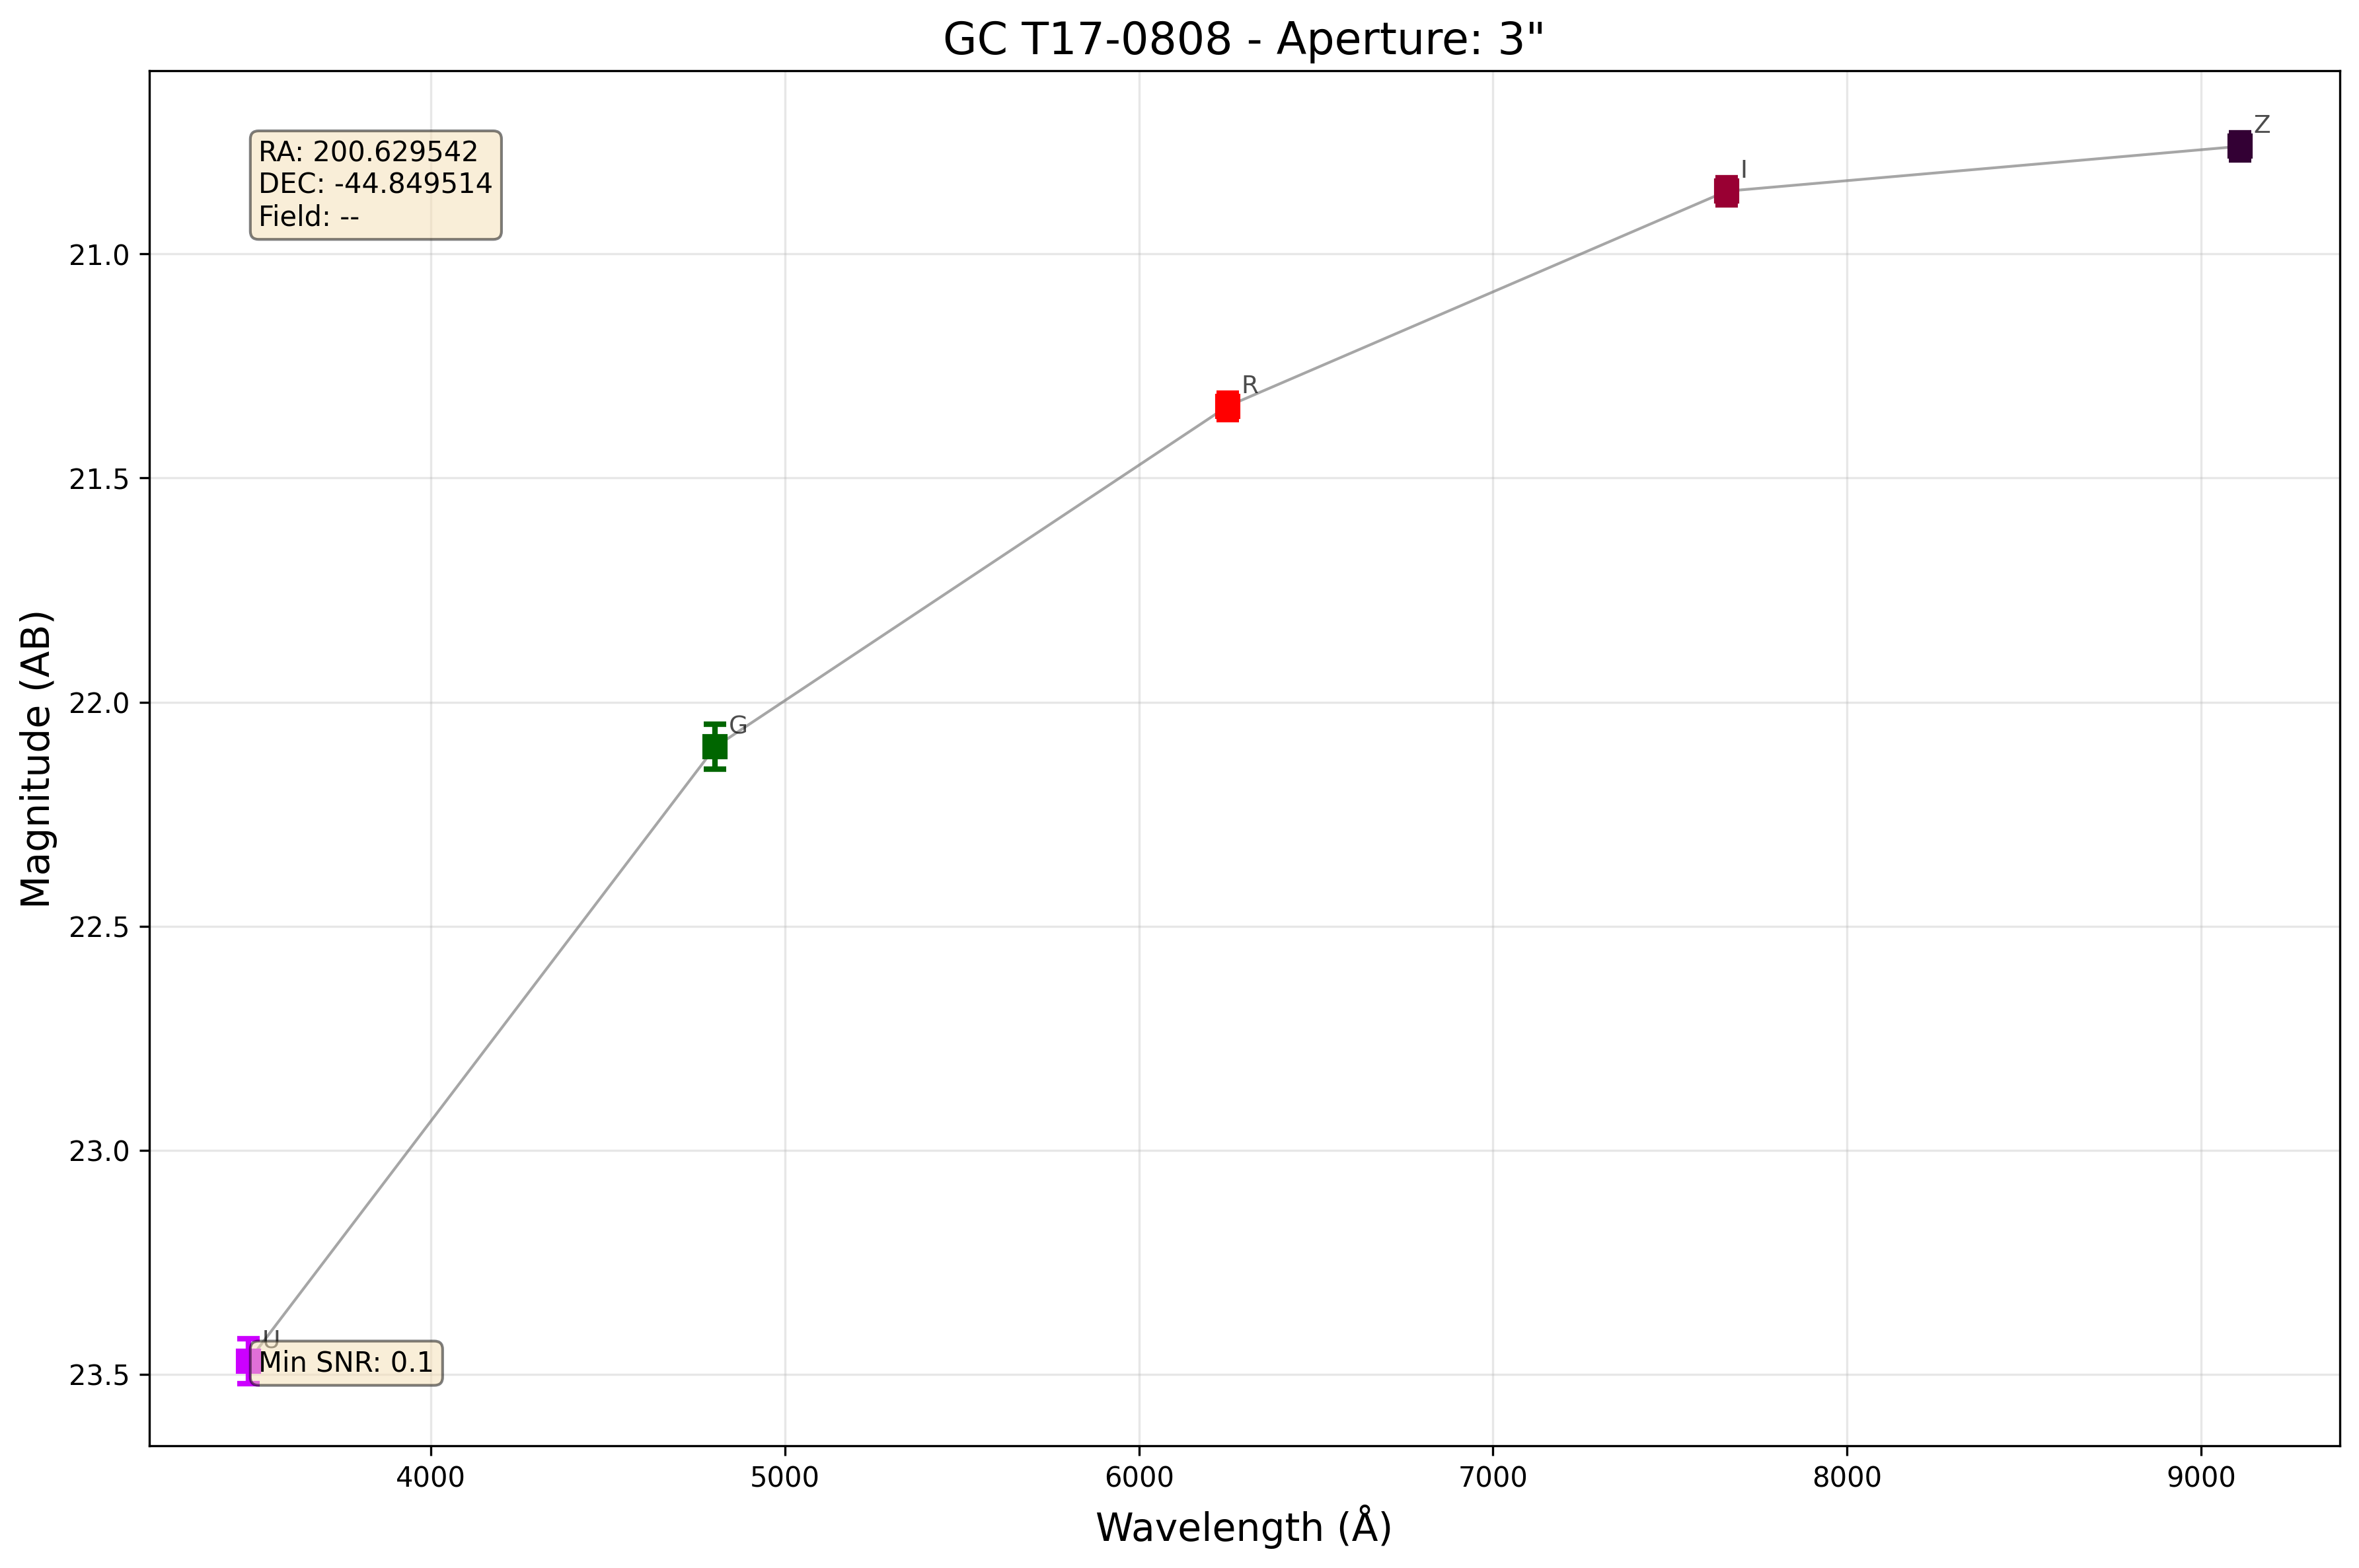 GC T17-0808 - Aperture: 3"
RA: 200.629542
DEC: -44.849514
Field: --
Z
I
R
G
U
Min SNR: 0.1
21.0
21.5
22.0
22.5
23.0
23.5
Magnitude (AB)
4000 5000 6000 7000 8000 9000
Wavelength (Å)